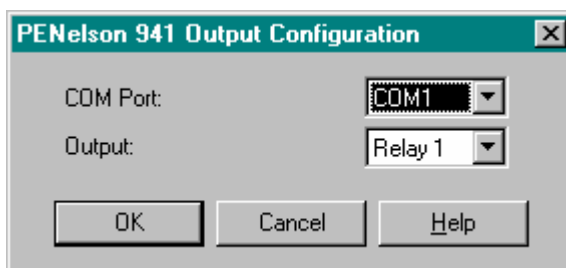 PENelson 941 Output Configuration
COM Port: COM1
Output: Relay 1
OK Cancel Help